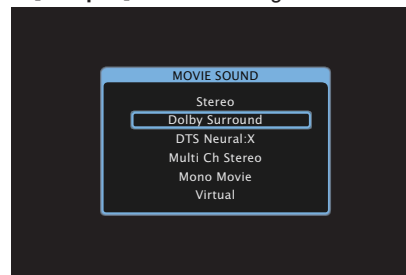 MOVIE SOUND
Stereo
Dolby Surround
DTS Neural:X
Multi Ch Stereo
Mono Movie
Virtual